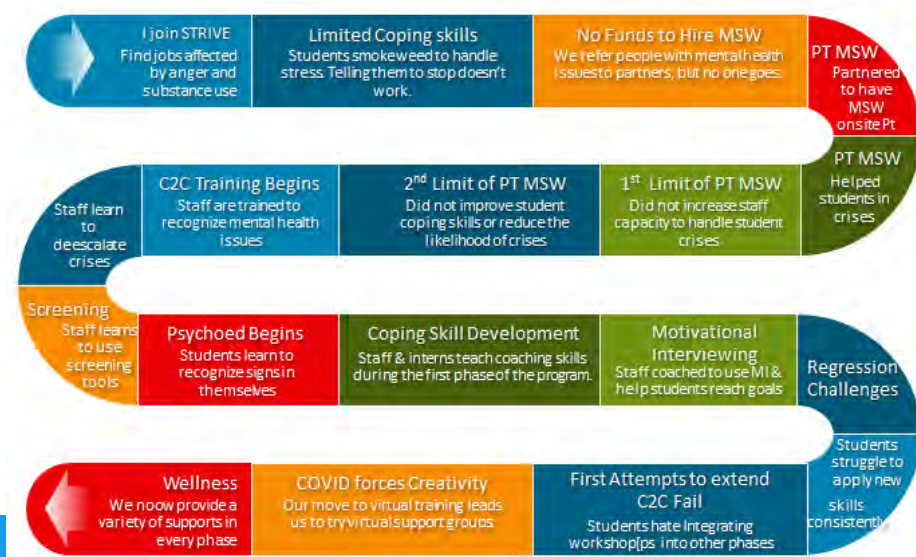 I join STRIVE
Find jobs affected
by anger and
substance use
Limited Coping skills
Students smoke weed to handle
stress. Telling them to stop doesn't
work.
No Funds to Hire MSW
We refer people with mental health
issues to partners, but no one goes.
PT MSW
Partnered
to have
MSW
onsite Pt
PT MSW
Helped
students in
crises
1st Limit of PT MSW
Did not increase staff
capacity to handle student
crises
2nd Limit of PT MSW
Did not improve student
coping skills or reduce the
likelihood of crises
C2C Training Begins
Staff are trained to
recognize mental health
issues
Staff learn
to
deescalate
crises
Screening
Staff learns
to use
screening
tools
Psychoed Begins
Students learn to
recognize signs in
themselves
Coping Skill Development
Staff & interns teach coaching skills
during the first phase of the program.
Motivational
Interviewing
Staff coached to use MI &
help students reach goals
Regression
Challenges
Students
struggle to
apply new
skills
consistently
First Attempts to extend
C2C Fail
Students hate Integrating
workshop[ps into other phases
COVID forces Creativity
Our move to virtual training leads
us to try virtual support groups
Wellness
We noow provide a
variety of supports in
every phase